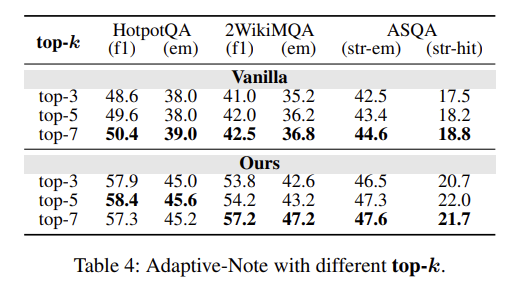 top-k HotpotQA 2WikiMQA ASQA
(f1) (em) (f1) (em) (str-em) (str-hit)
Vanilla
top-3 48.6 38.0 41.0 35.2 42.5 17.5
top-5 49.6 38.0 42.0 36.2 43.4 18.2
top-7 50.4 39.0 42.5 36.8 44.6 18.8
Ours
top-3 57.9 45.0 53.8 42.6 46.5 20.7
top-5 58.4 45.6 54.2 43.2 47.3 22.0
top-7 57.3 45.2 57.2 47.2 47.6 21.7
Table 4: Adaptive-Note with different top-k.